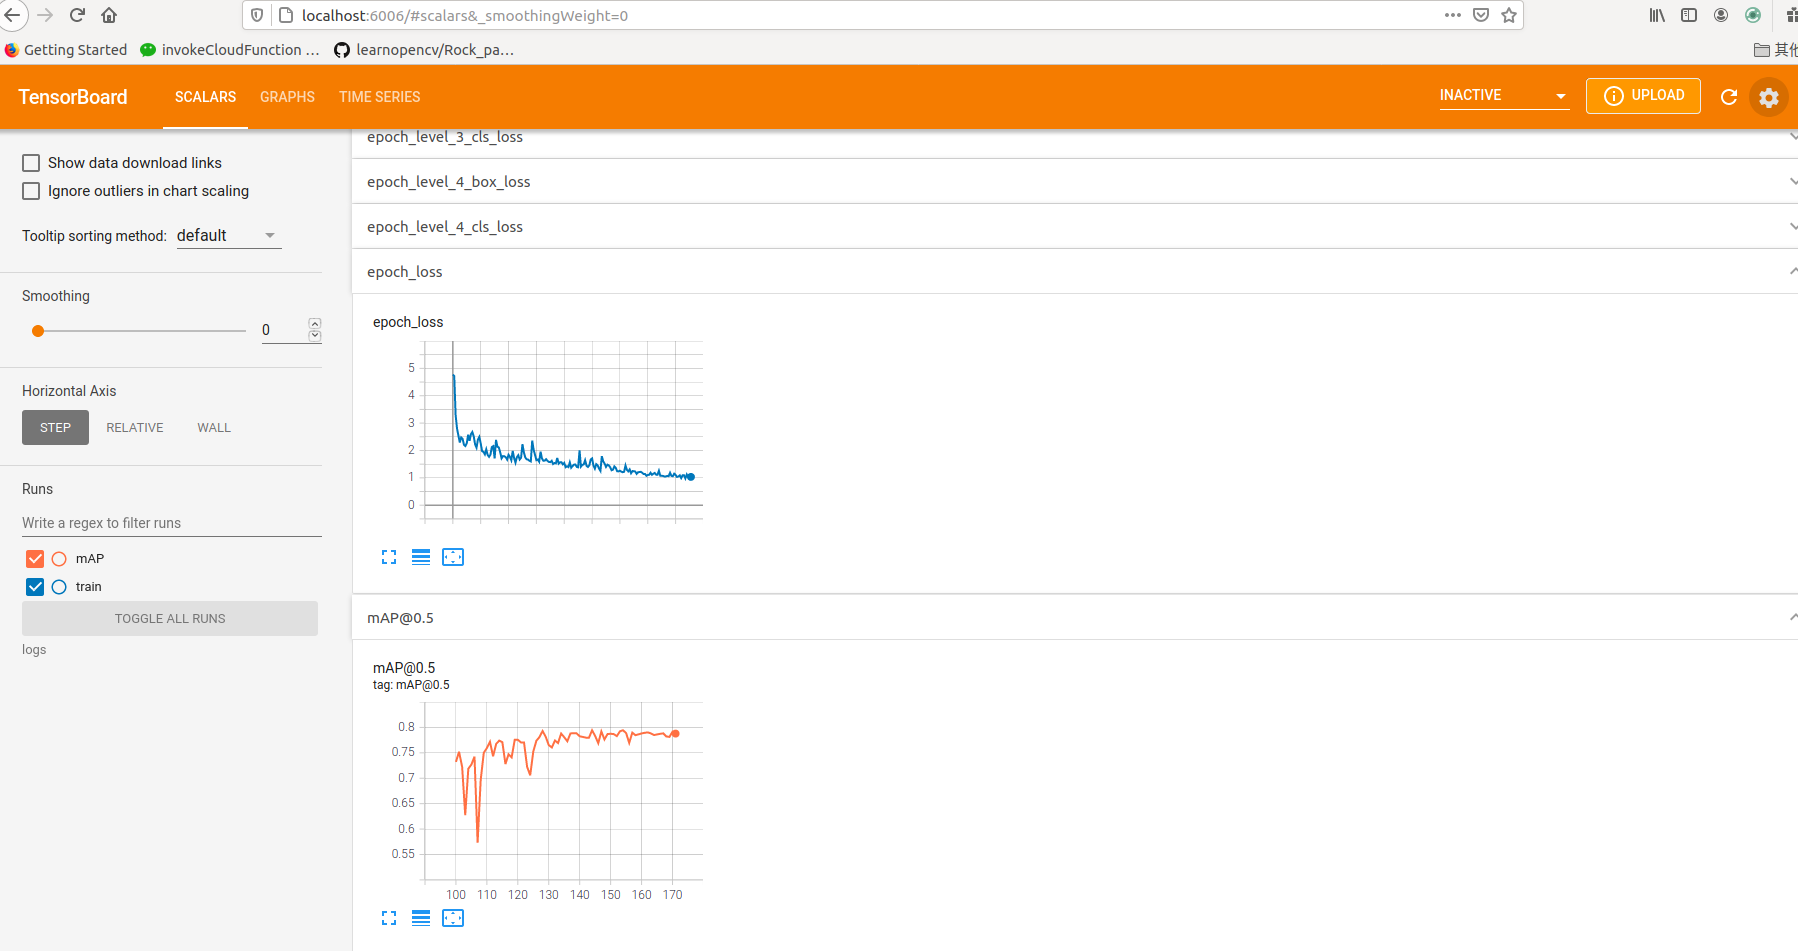 localhost:6006/#scalars&_smoothingWeight=0
Getting Started
invokeCloudFunction ...
learnopencv/Rock_pa...
其他
TensorBoard
SCALARS
GRAPHS
TIME SERIES
INACTIVE
UPLOAD
Show data download links
Ignore outliers in chart scaling
Tooltip sorting method: default
Smoothing
0
Horizontal Axis
STEP
RELATIVE
WALL
Runs
Write a regex to filter runs
mAP
train
TOGGLE ALL RUNS
logs
epoch_level_3_cls_loss
epoch_level_4_box_loss
epoch_level_4_cls_loss
epoch_loss
epoch_loss
5
4
3
2
1
0
mAP@0.5
mAP@0.5
tag: mAP@0.5
0.8
0.75
0.7
0.65
0.6
0.55
100 110 120 130 140 150 160 170